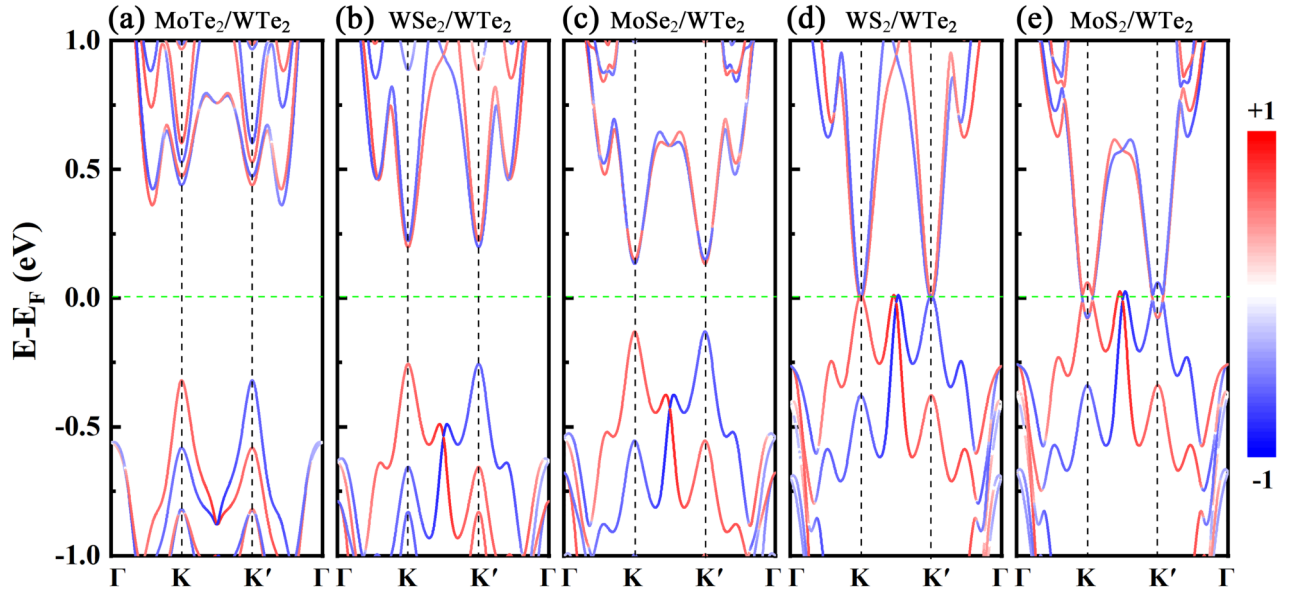 (a) MoTe₂/WTe₂ (b) WSe₂/WTe₂ (c) MoSe₂/WTe₂ (d) WS₂/WTe₂ (e) MoS₂/WTe₂
1.0
0.5
0.0
-0.5
-1.0
E-E_F (eV)
+1
-1
Γ K K′ Γ K K′ Γ K K′ Γ K K′ Γ K K′ Γ